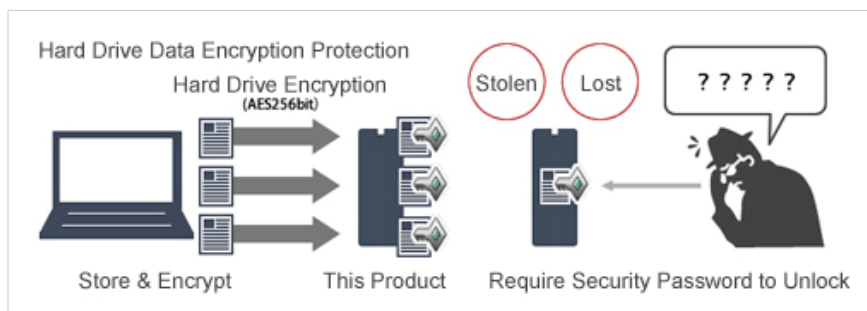 Hard Drive Data Encryption Protection
Hard Drive Encryption
(AES256bit)
Stolen
Lost
? ? ? ? ?
Store & Encrypt
This Product
Require Security Password to Unlock